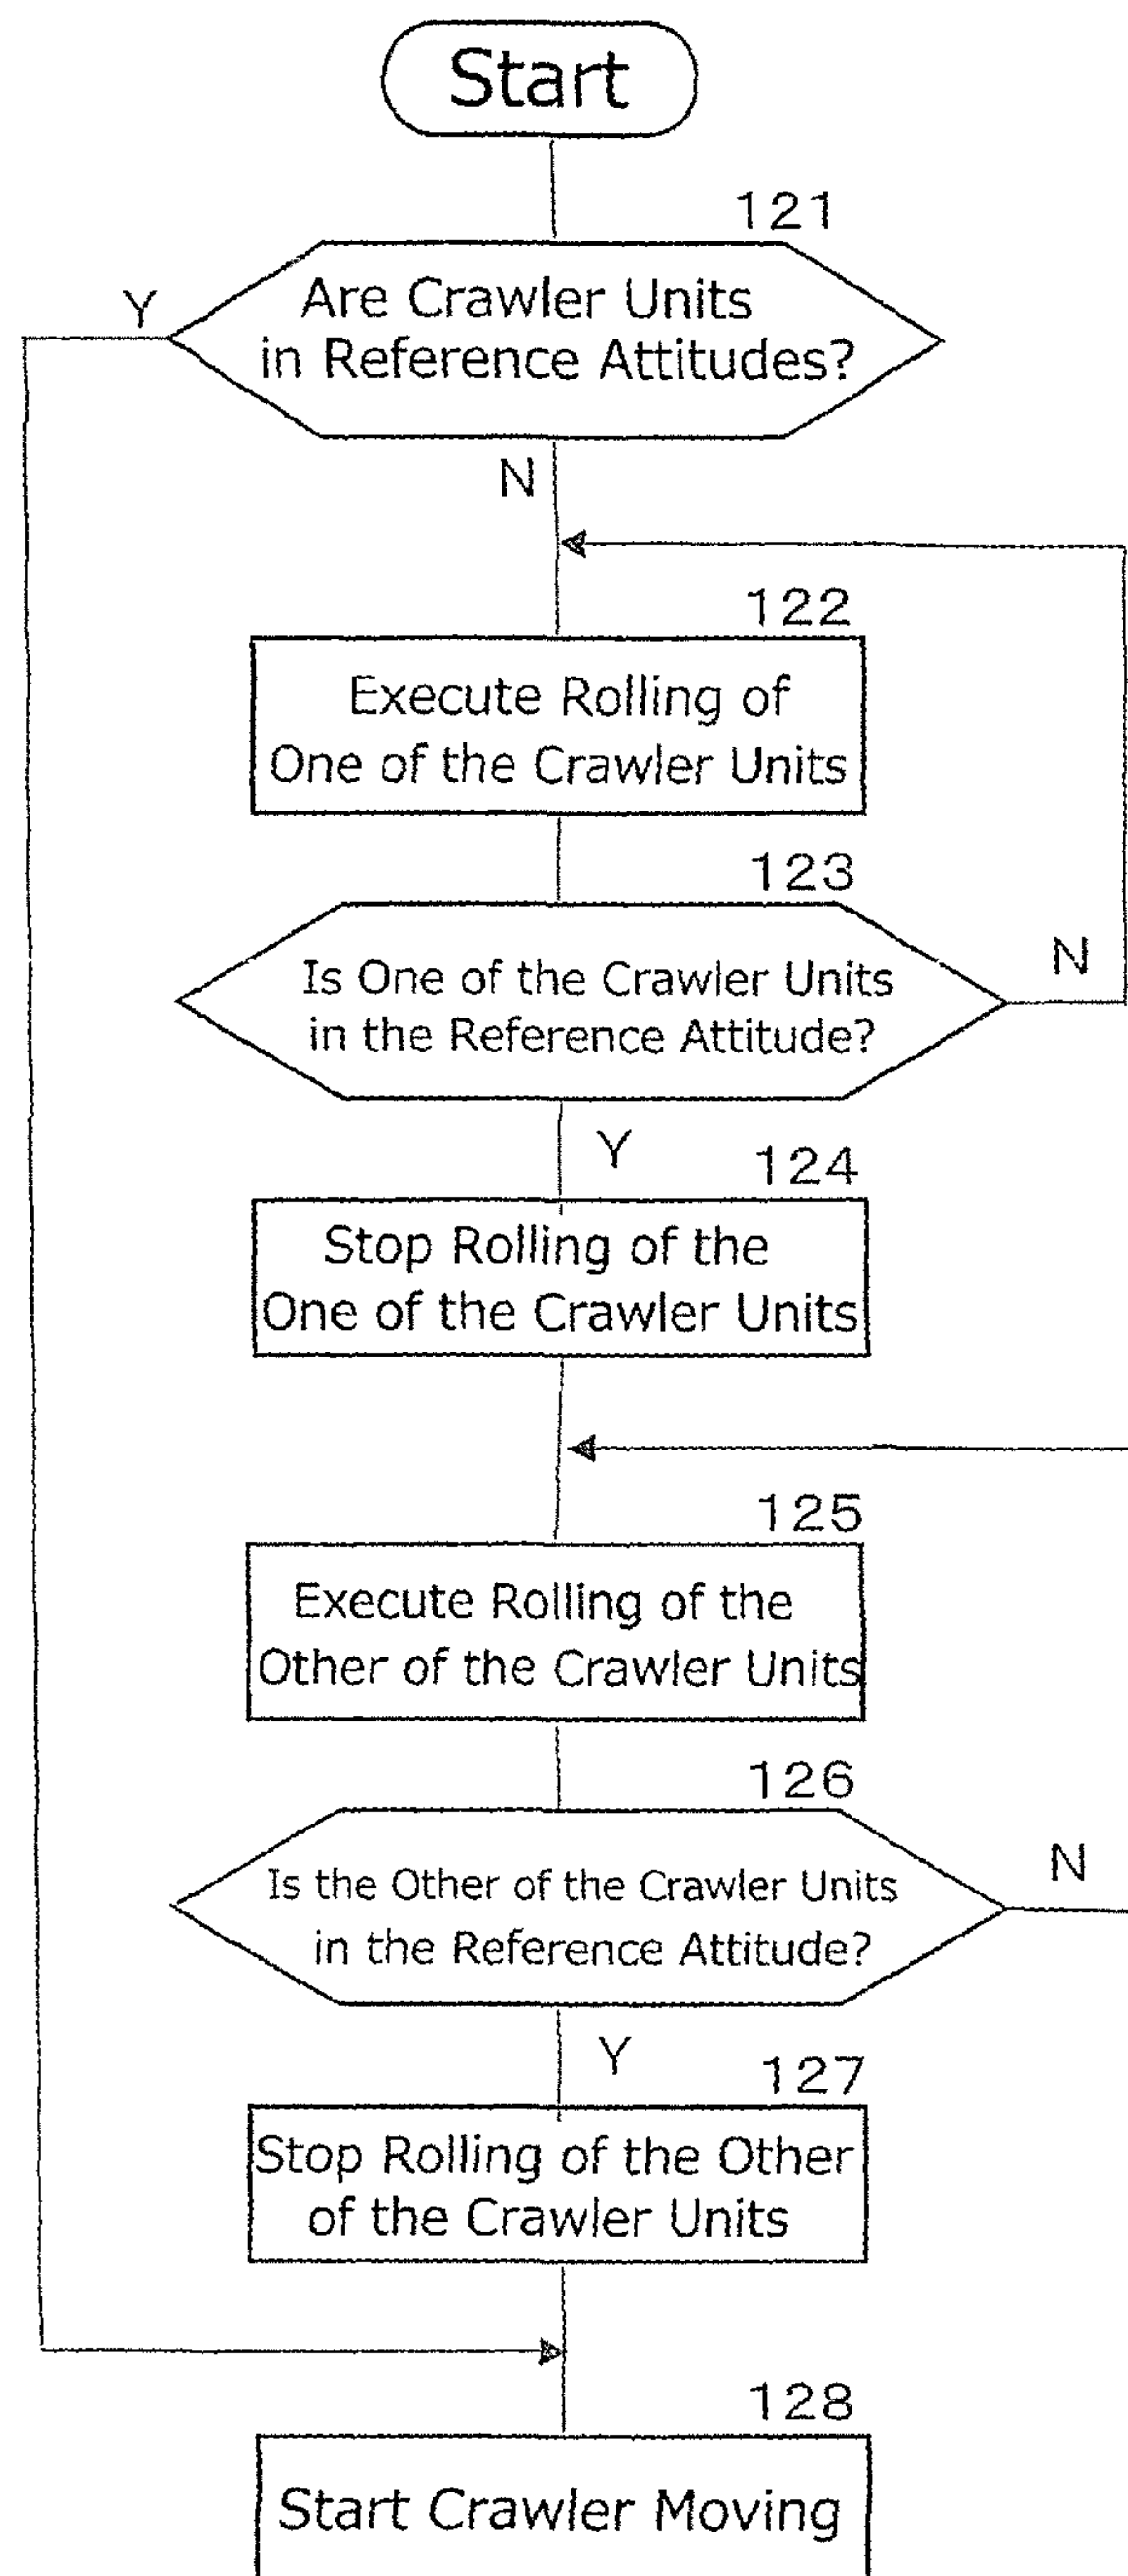 Start
121
Are Crawler Units
in Reference Attitudes?
Y
N
122
Execute Rolling of
One of the Crawler Units
123
Is One of the Crawler Units
in the Reference Attitude?
N
Y
124
Stop Rolling of the
One of the Crawler Units
125
Execute Rolling of the
Other of the Crawler Units
126
Is the Other of the Crawler Units
in the Reference Attitude?
N
Y
127
Stop Rolling of the Other
of the Crawler Units
128
Start Crawler Moving